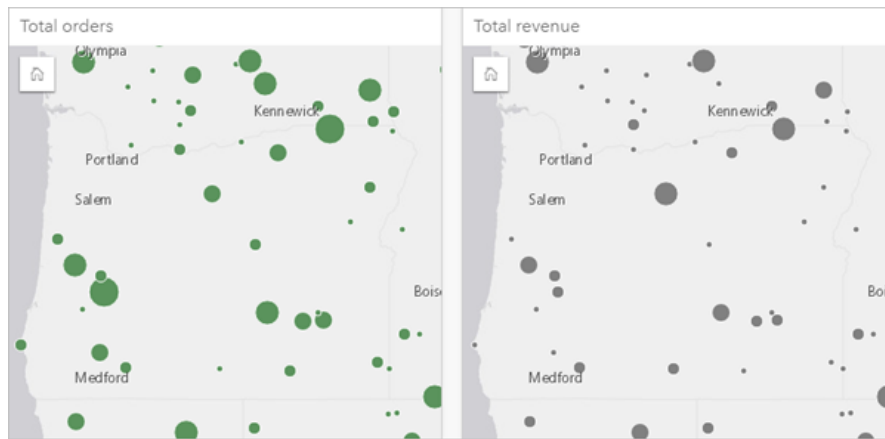 Total orders
Olympia
Kennewick
Portland
Salem
Medford
Total revenue
Olympia
Kennewick
Portland
Salem
Medford